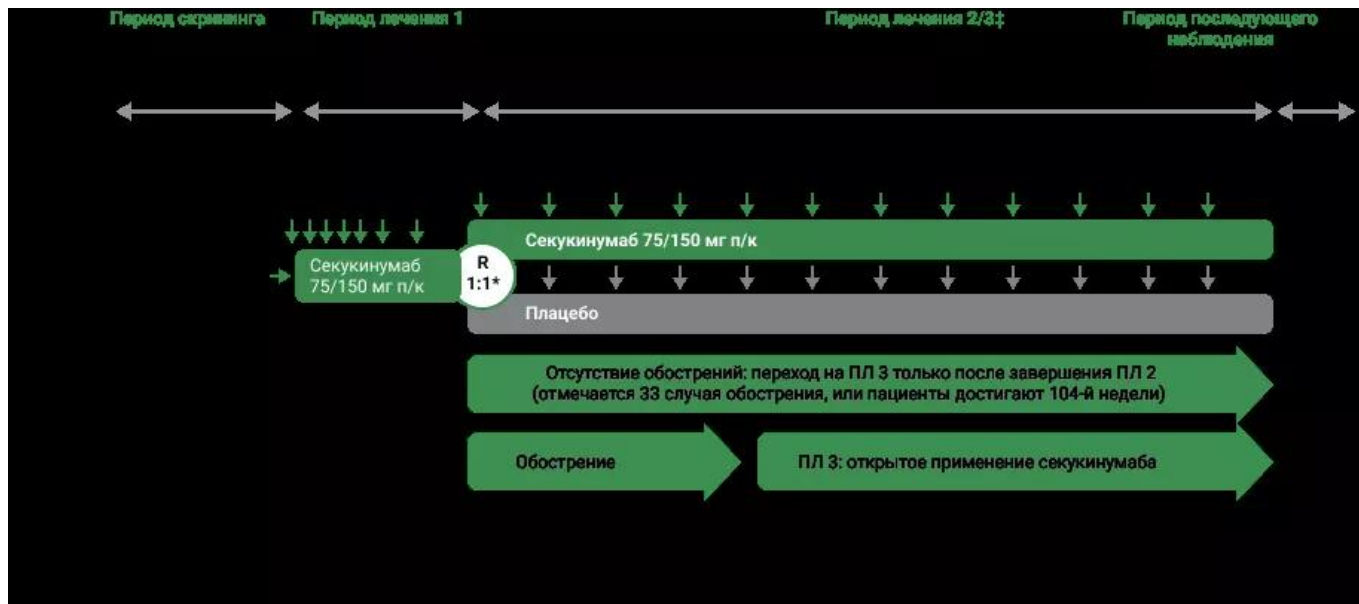 Период скрининга
Период лечения 1
Период лечения 2/3‡
Период последующего
наблюдения
Секукинумаб 75/150 мг п/к
Секукинумаб
75/150 мг п/к
R
1:1*
Плацебо
Отсутствие обострений: переход на ПЛ 3 только после завершения ПЛ 2
(отмечается 33 случая обострения, или пациенты достигают 104-й недели)
Обострение
ПЛ 3: открытое применение секукинумаба